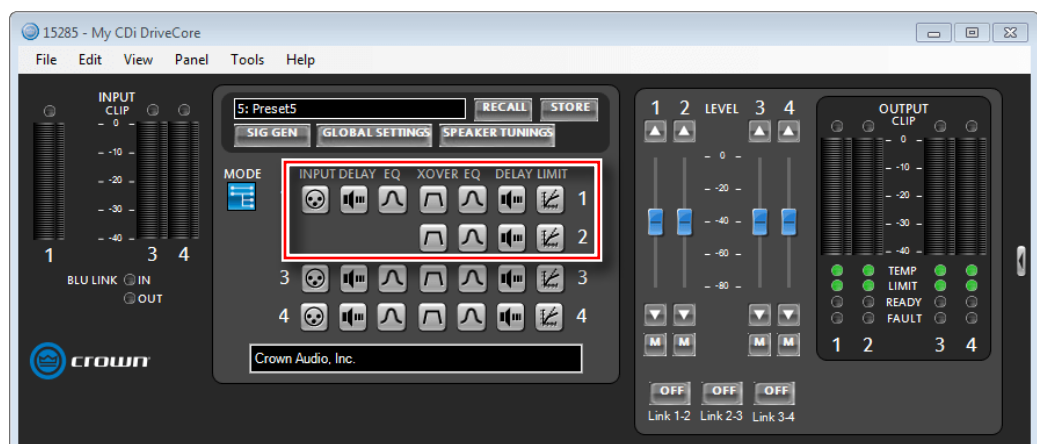 15285 - My CDi DriveCore
File Edit View Panel Tools Help
INPUT
CLIP
- 0 -
- -10 -
- -20 -
- -30 -
- -40 -
1 3 4
BLU LINK IN
OUT
crown
5: Preset5 RECALL STORE
SIG GEN GLOBAL SETTINGS SPEAKER TUNINGS
MODE INPUT DELAY EQ XOVER EQ DELAY LIMIT
1
2
3 3
4 4
Crown Audio, Inc.
1 2 LEVEL 3 4
- 0 -
- -20 -
- -40 -
- -60 -
- -80 -
M M M M
OFF OFF OFF
Link 1-2 Link 2-3 Link 3-4
OUTPUT
CLIP
- 0 -
- -10 -
- -20 -
- -30 -
- -40 -
TEMP
LIMIT
READY
FAULT
1 2 3 4